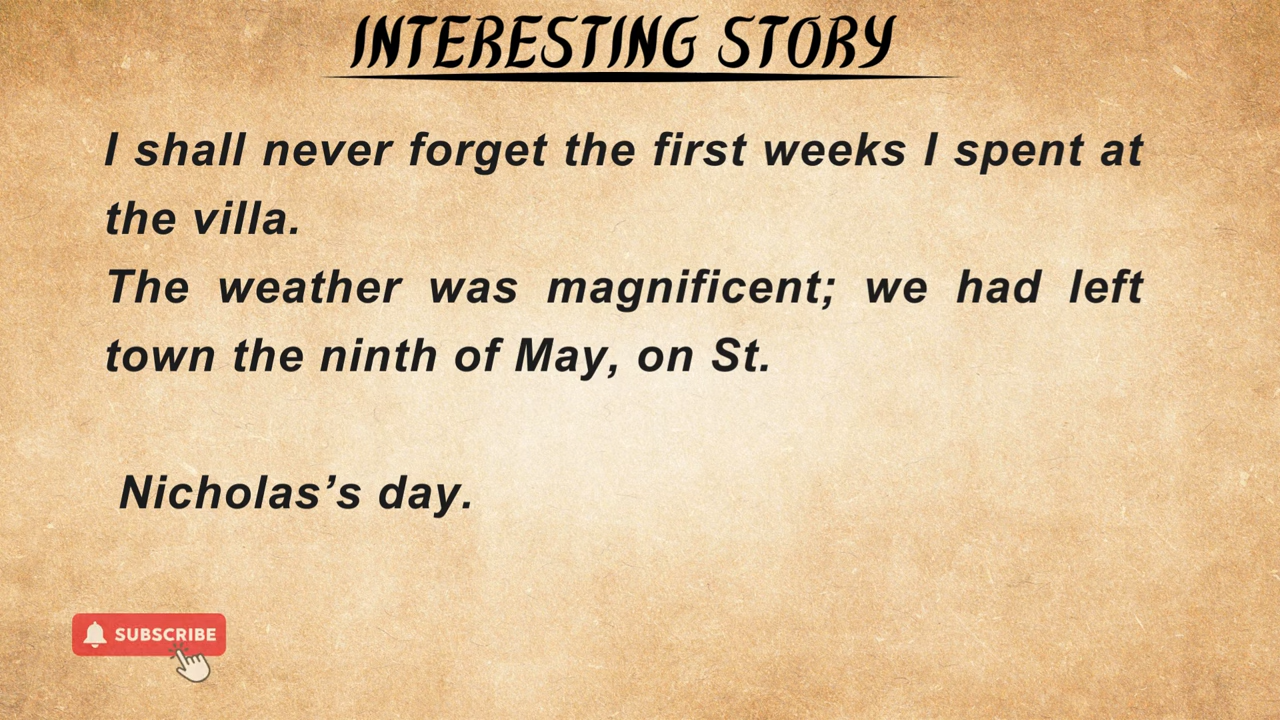 INTERESTING STORY
I shall never forget the first weeks I spent at
the villa.
The weather was magnificent; we had left
town the ninth of May, on St.
Nicholas’s day.
SUBSCRIBE